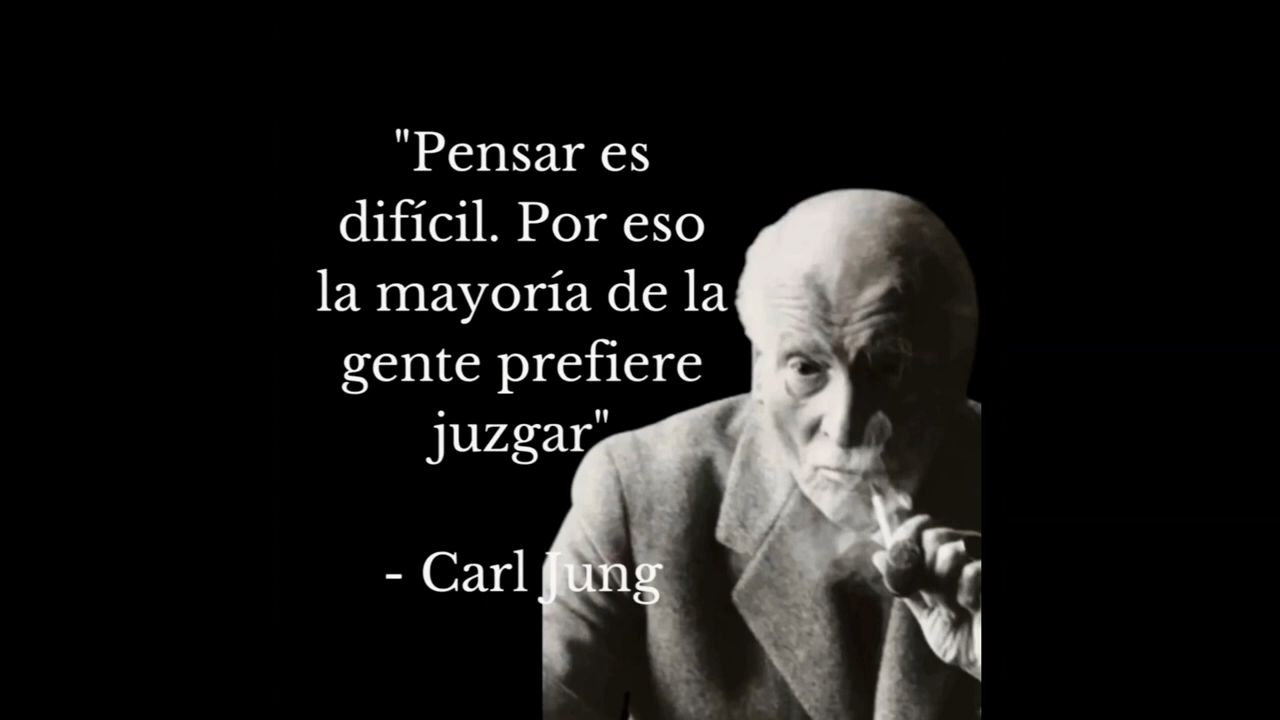 "Pensar es
difícil. Por eso
la mayoría de la
gente prefiere
juzgar"
- Carl Jung